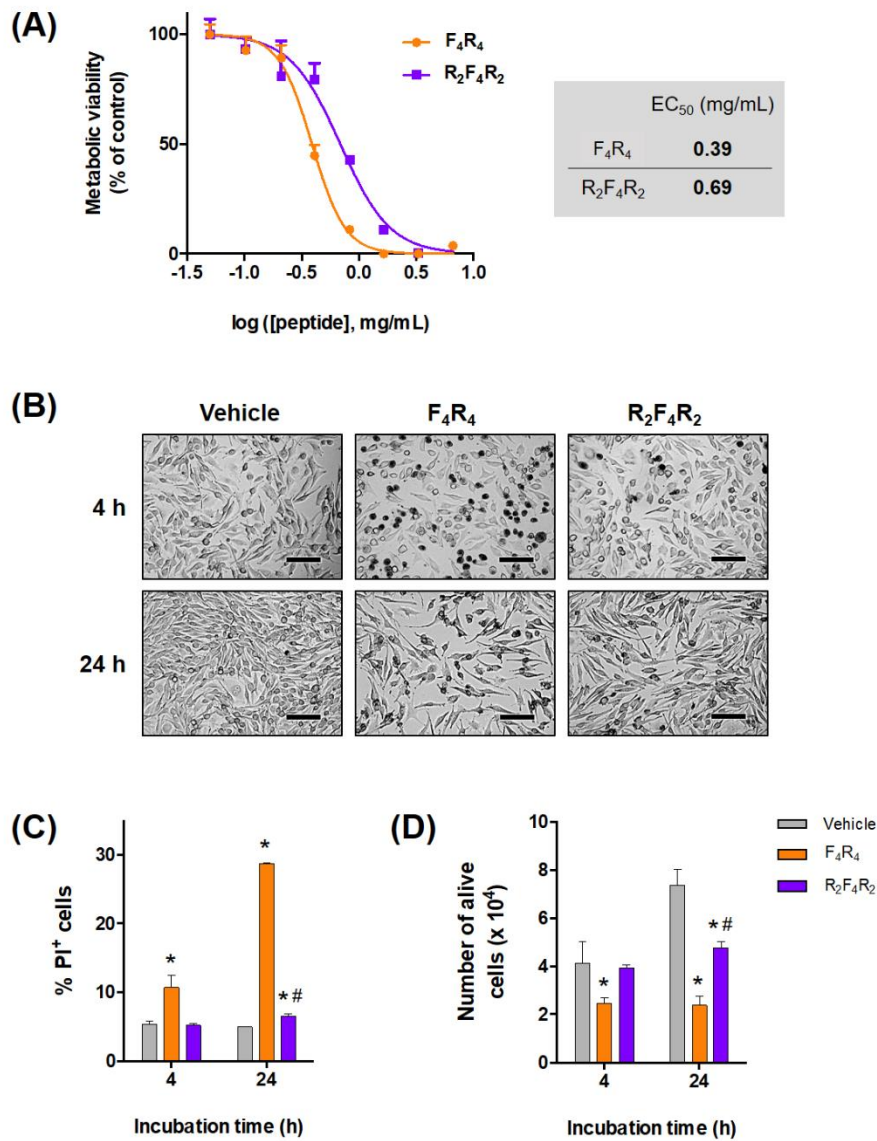 (A)
100
50
0
Metabolic viability
(% of control)
-1.5 -1.0 -0.5 0.0 0.5 1.0
log ([peptide], mg/mL)
F₄R₄
R₂F₄R₂
EC₅₀ (mg/mL)
F₄R₄ 0.39
R₂F₄R₂ 0.69
(B)
Vehicle F₄R₄ R₂F₄R₂
4 h
24 h
(C)
30
20
10
0
% PI⁺ cells
*
*
* #
4 24
Incubation time (h)
(D)
10
8
6
4
2
0
Number of alive
cells (x 10⁴)
*
*
* #
4 24
Incubation time (h)
Vehicle
F₄R₄
R₂F₄R₂